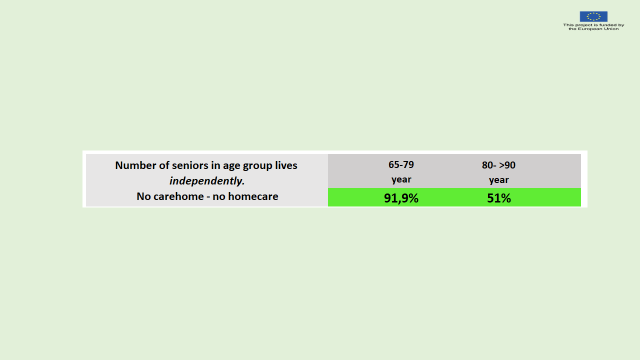 This project is funded by
the European Union
Number of seniors in age group lives
independently.
No carehome - no homecare
65-79
year
80- >90
year
91,9%
51%